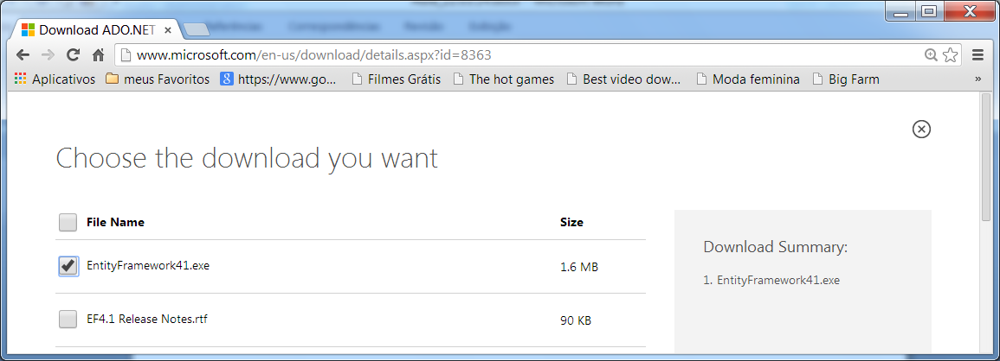 Download ADO.NET
www.microsoft.com/en-us/download/details.aspx?id=8363
Aplicativos meus Favoritos https://www.go... Filmes Grátis The hot games Best video dow... Moda feminina Big Farm »
Choose the download you want
File Name Size
EntityFramework41.exe 1.6 MB
EF4.1 Release Notes.rtf 90 KB
Download Summary:
1. EntityFramework41.exe